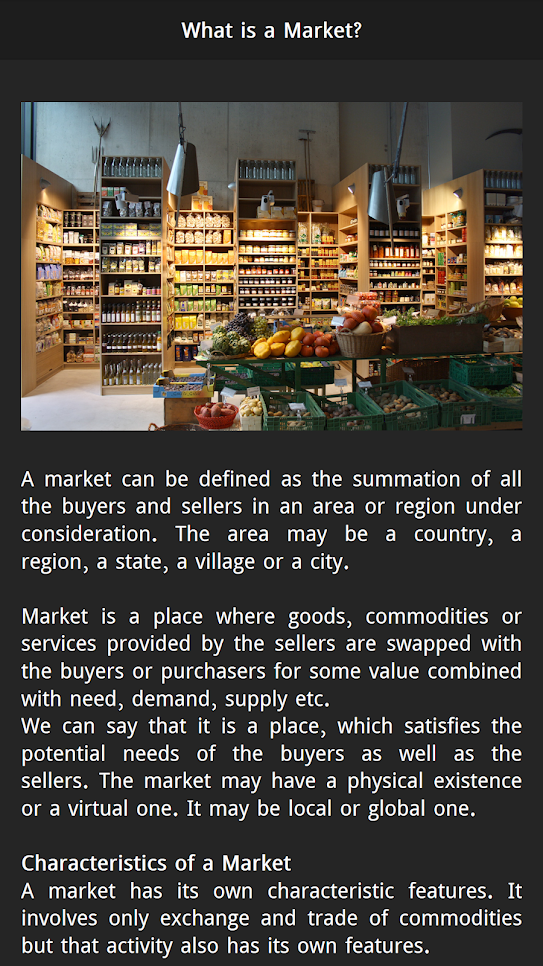 What is a Market?
A market can be defined as the summation of all
the buyers and sellers in an area or region under
consideration. The area may be a country, a
region, a state, a village or a city.
Market is a place where goods, commodities or
services provided by the sellers are swapped with
the buyers or purchasers for some value combined
with need, demand, supply etc.
We can say that it is a place, which satisfies the
potential needs of the buyers as well as the
sellers. The market may have a physical existence
or a virtual one. It may be local or global one.
Characteristics of a Market
A market has its own characteristic features. It
involves only exchange and trade of commodities
but that activity also has its own features.